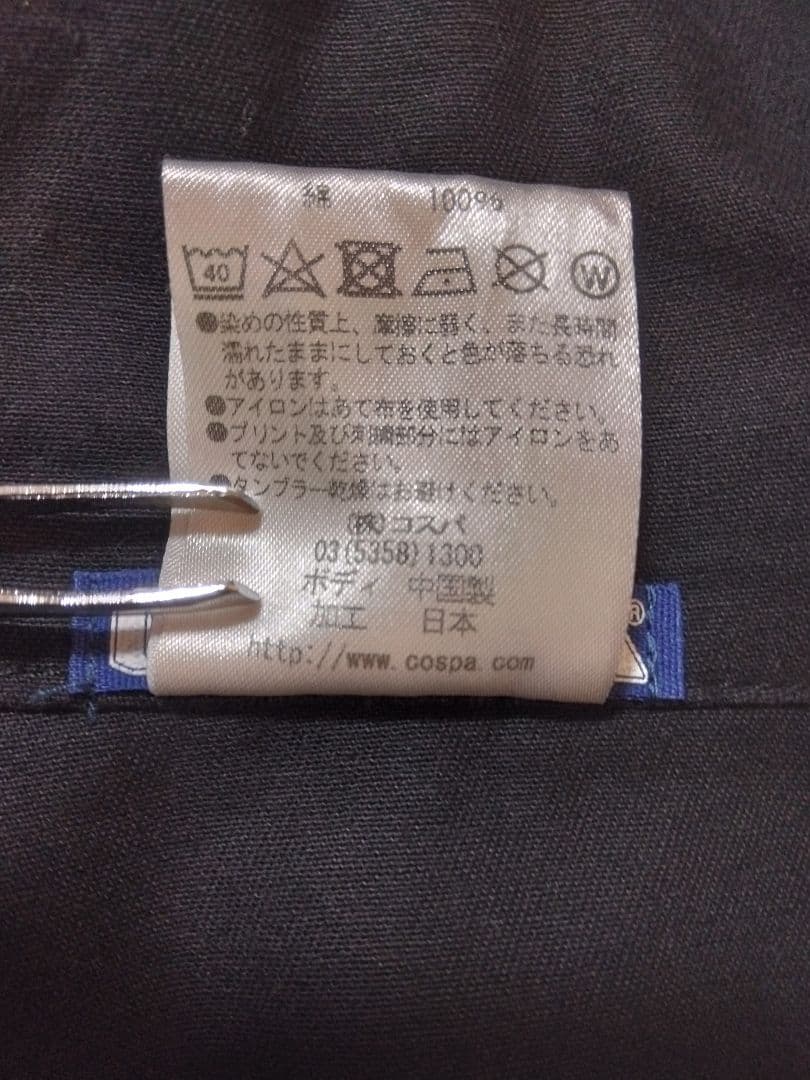 綿 100%
40 W
●染めの性質上、摩擦に弱く、また長時間
濡れたままにしておくと色が落ちる恐れ
があります。
●アイロンはあて布を使用してください。
●プリント及び刺繍部分にはアイロンをあ
てないでください。
●タンブラー乾燥はお避けください。
(株)コスパ
03(5358)1300
ボディ 中国製
加工 日本
http://www.cospa.com
®